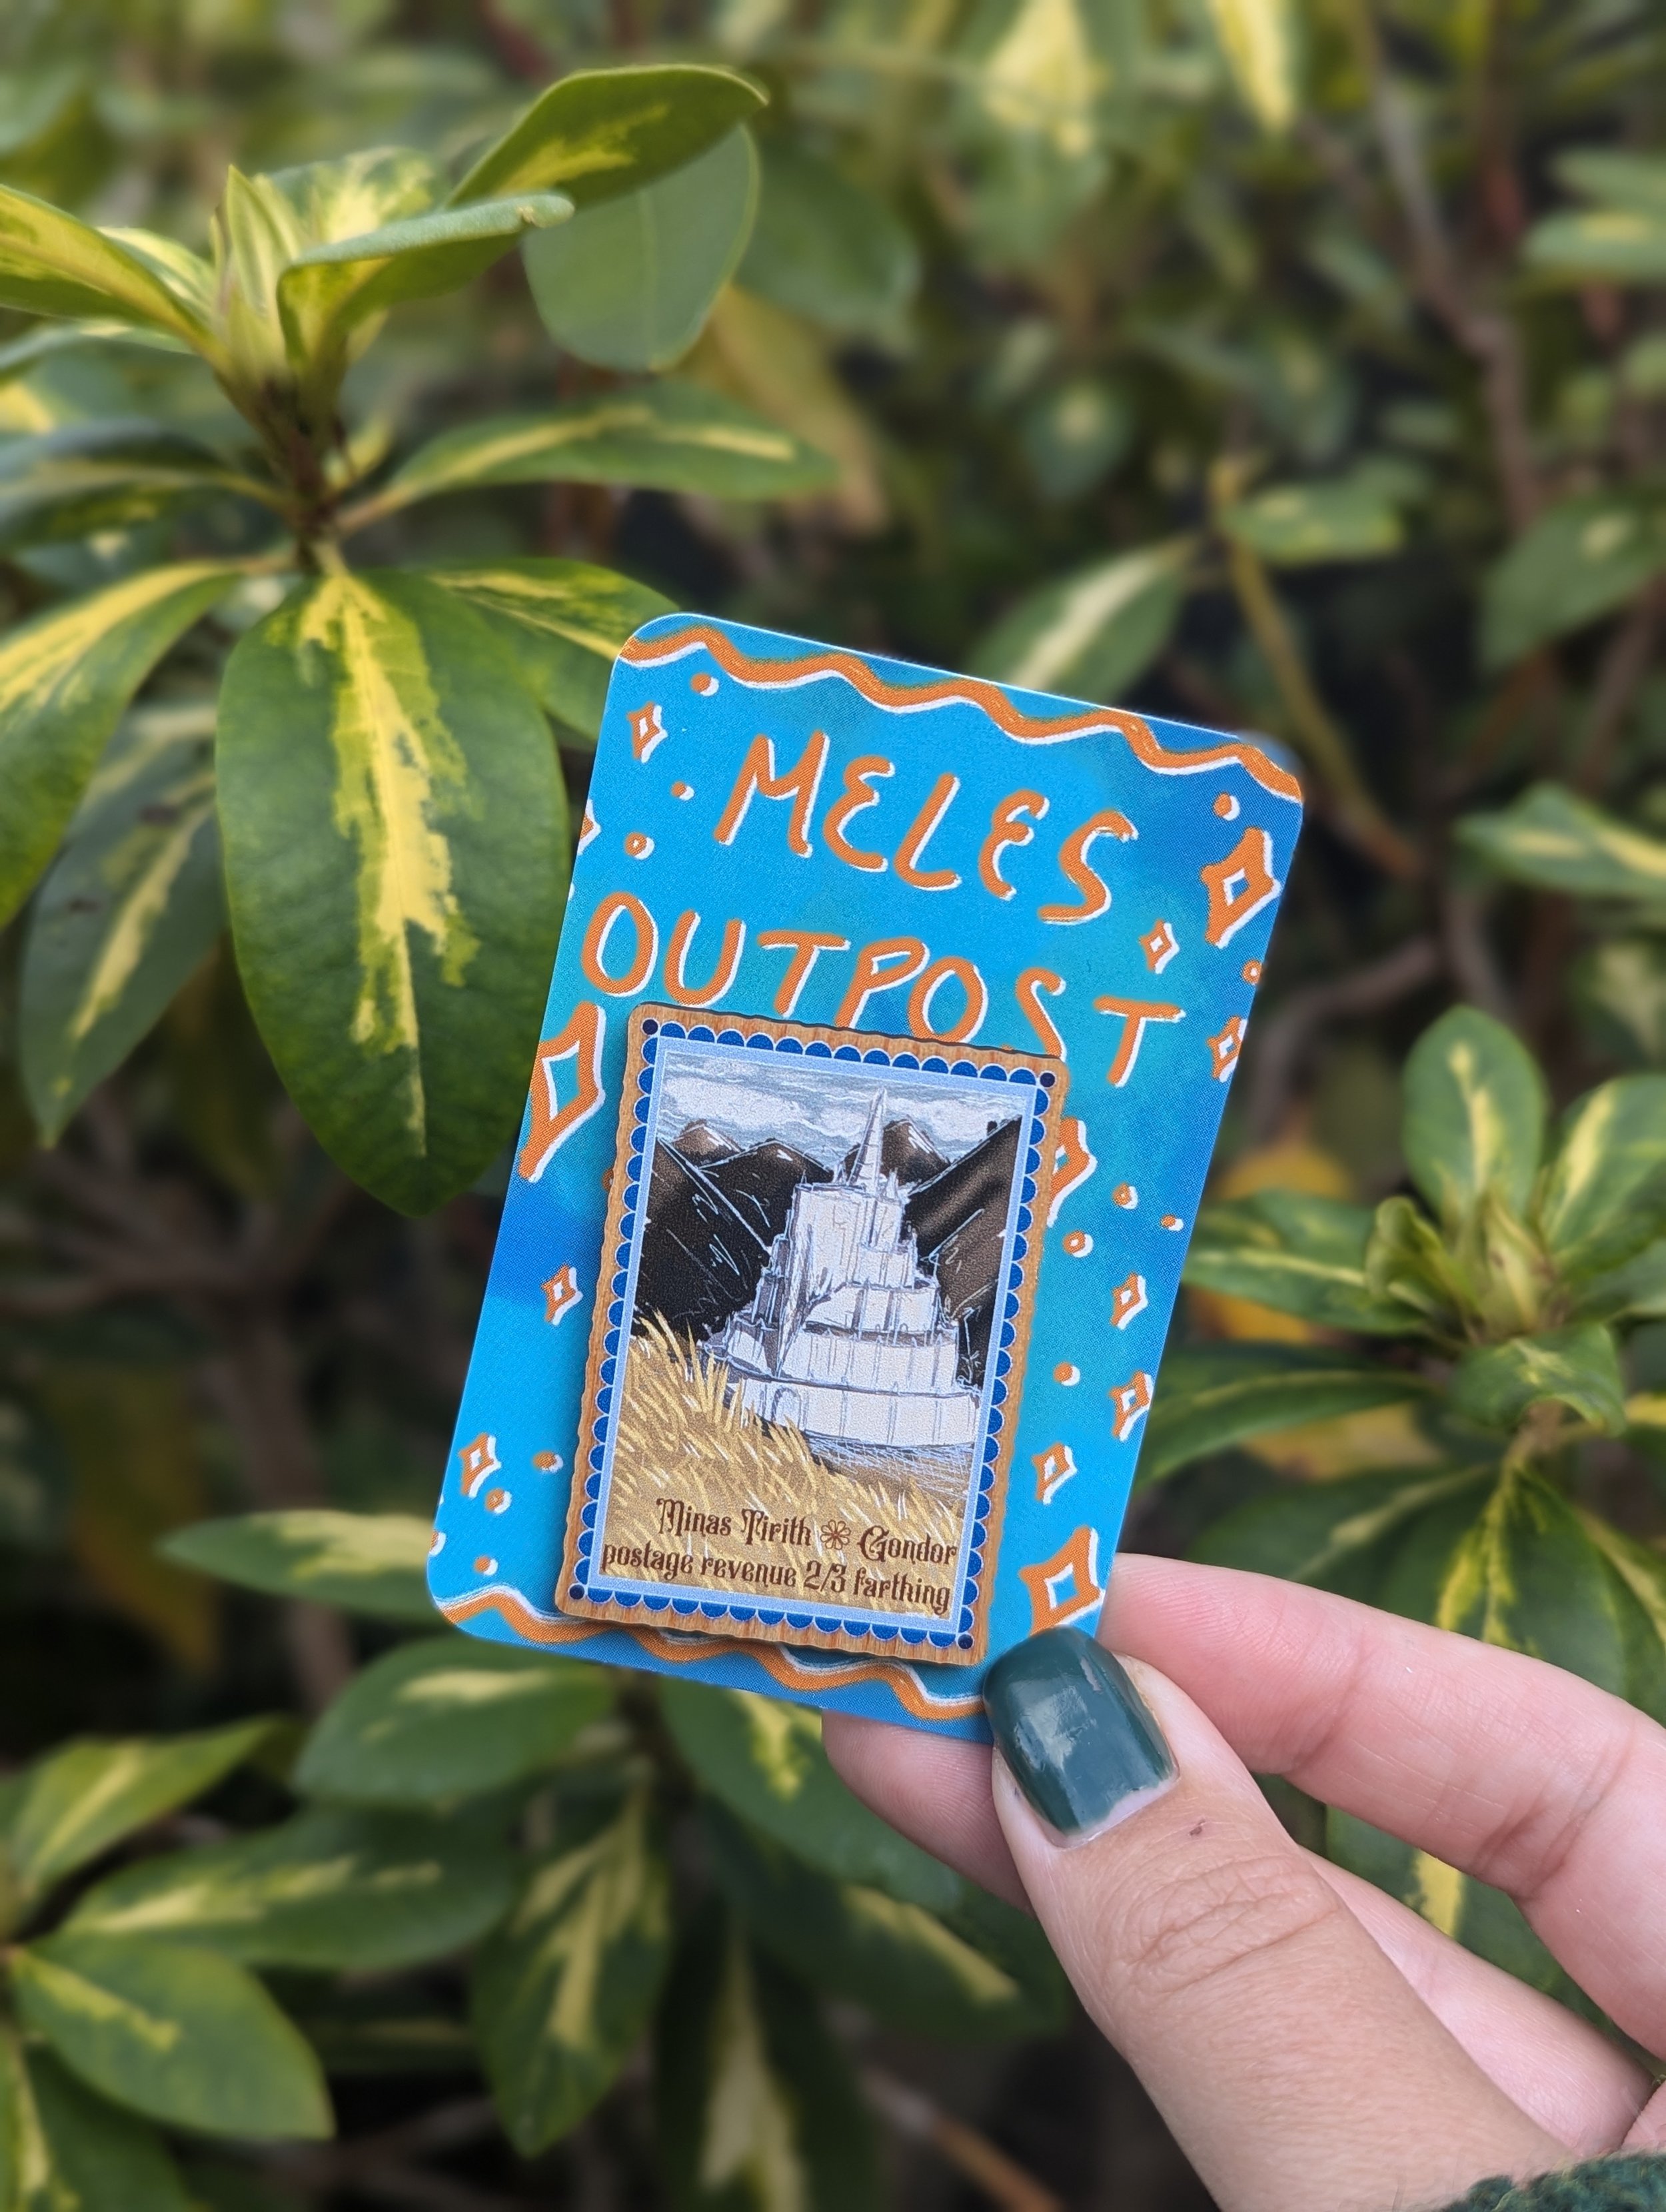 MELES
OUTPOST
Minas Tirith Gondor
postage revenue 2/3 farthing